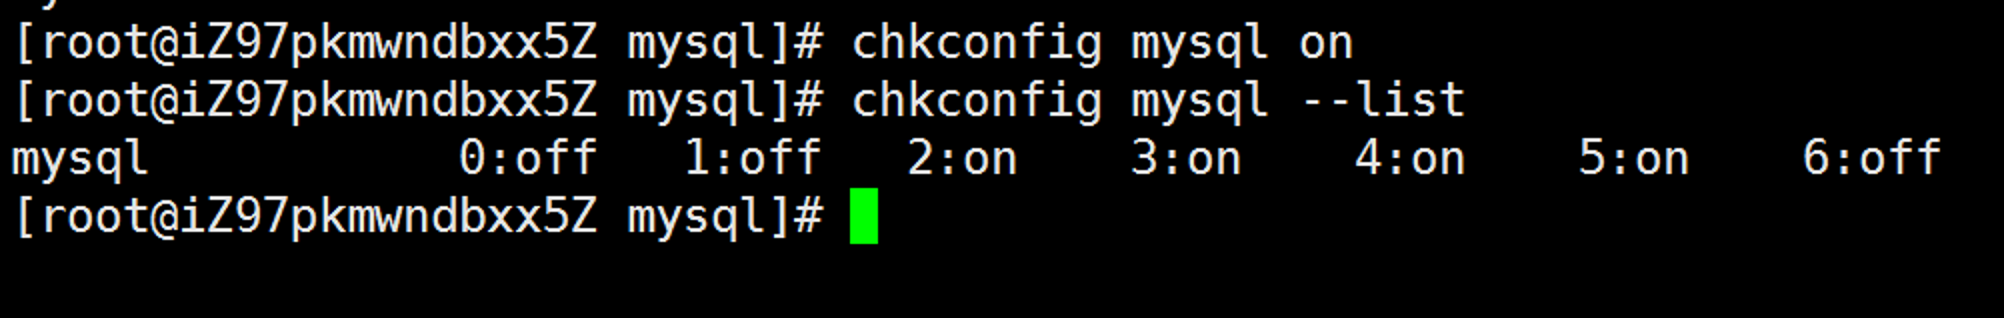 [root@iZ97pkmwndbxx5Z mysql]# chkconfig mysql on
[root@iZ97pkmwndbxx5Z mysql]# chkconfig mysql --list
mysql           0:off   1:off   2:on    3:on    4:on    5:on    6:off
[root@iZ97pkmwndbxx5Z mysql]#